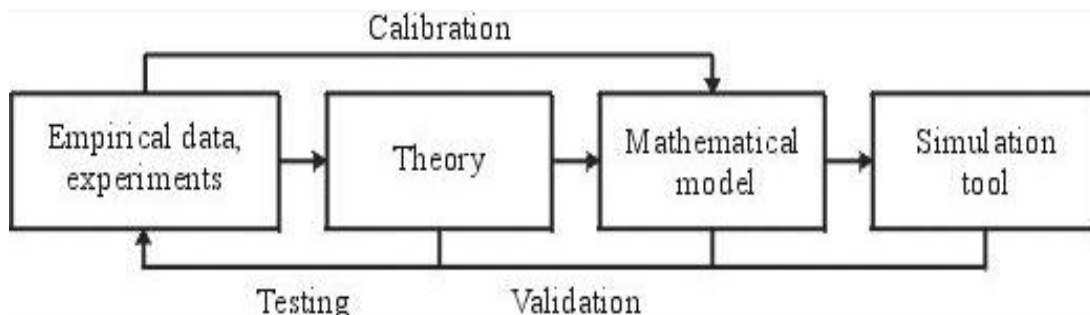 Calibration
Empirical data,
experiments
Theory
Mathematical
model
Simulation
tool
Testing
Validation